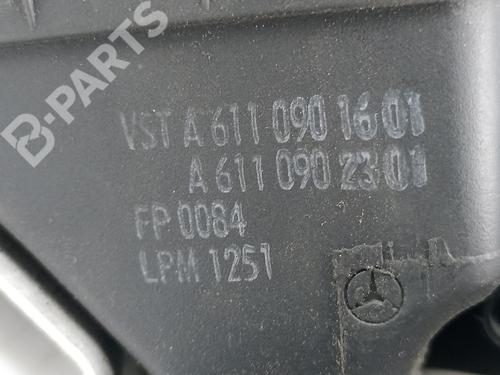 B-PARTS
VST A 611 090 16 01
A 611 090 23 01
FP 0084
LPM 1251